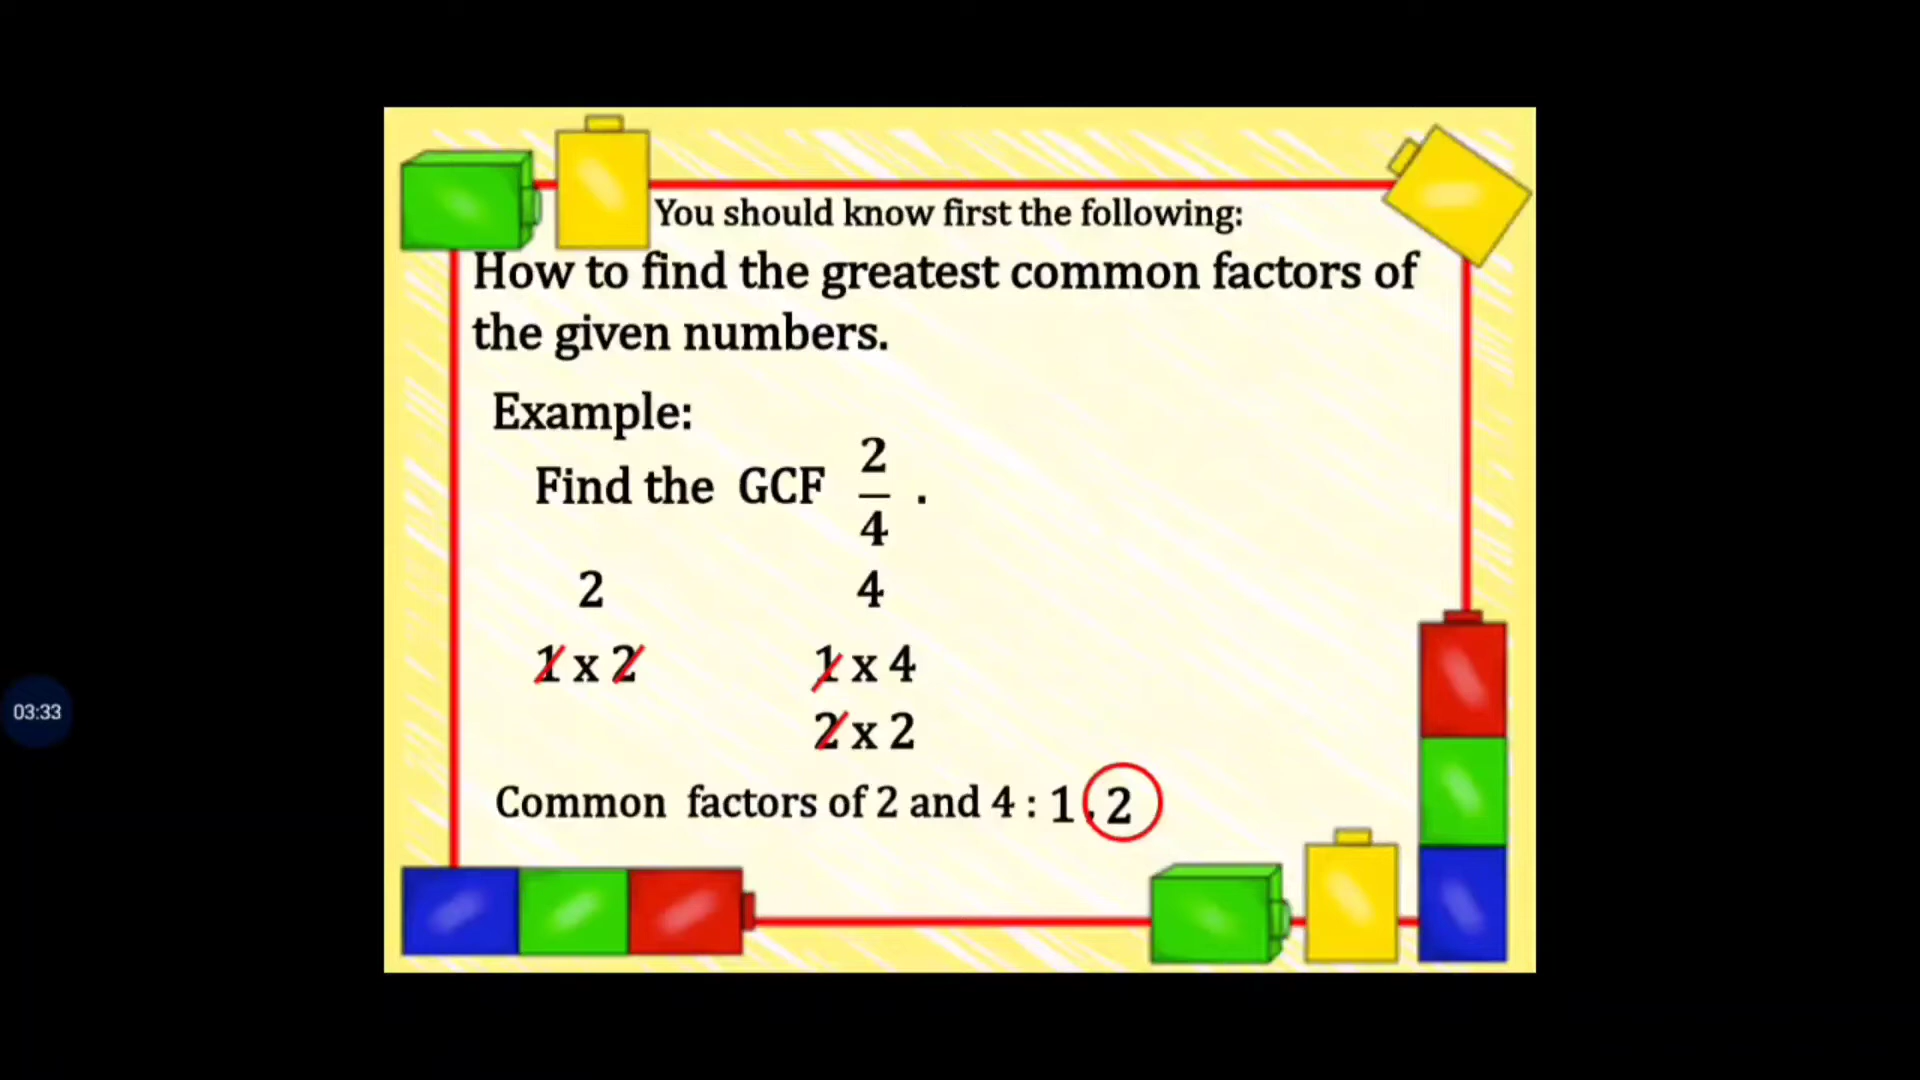 You should know first the following:
How to find the greatest common factors of
the given numbers.
Example:
Find the GCF 2/4 .
2 4
1 x 2 1 x 4
2 x 2
Common factors of 2 and 4 : 1 , 2
03:33